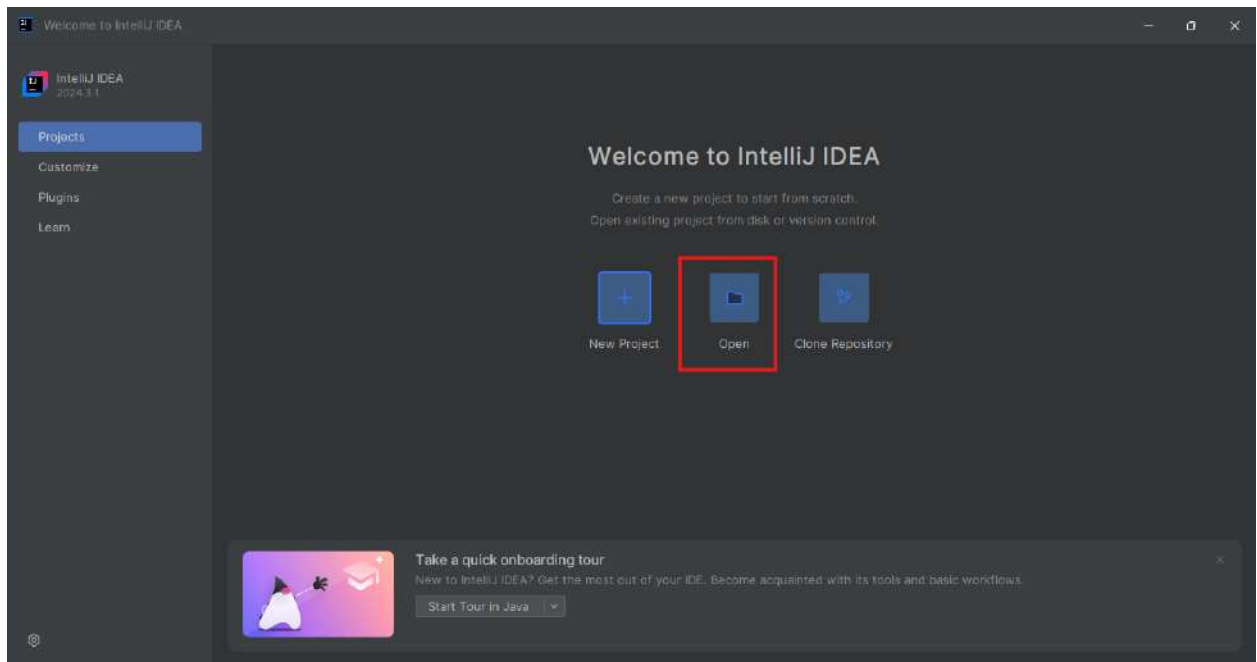 Welcome to IntelliJ IDEA
IntelliJ IDEA
2024.3.1
Projects
Customize
Plugins
Learn
Welcome to IntelliJ IDEA
Create a new project to start from scratch.
Open existing project from disk or version control.
New Project
Open
Clone Repository
Take a quick onboarding tour
New to IntelliJ IDEA? Get the most out of your IDE. Become acquainted with its tools and basic workflows.
Start Tour in Java